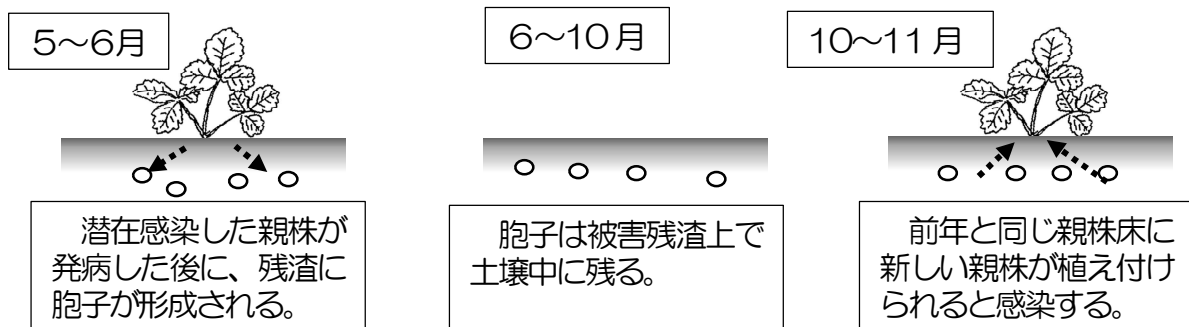 5～6月
6～10月
10～11月
潜在感染した親株が
発病した後に、残渣に
胞子が形成される。
胞子は被害残渣上で
土壌中に残る。
前年と同じ親株床に
新しい親株が植え付け
られると感染する。